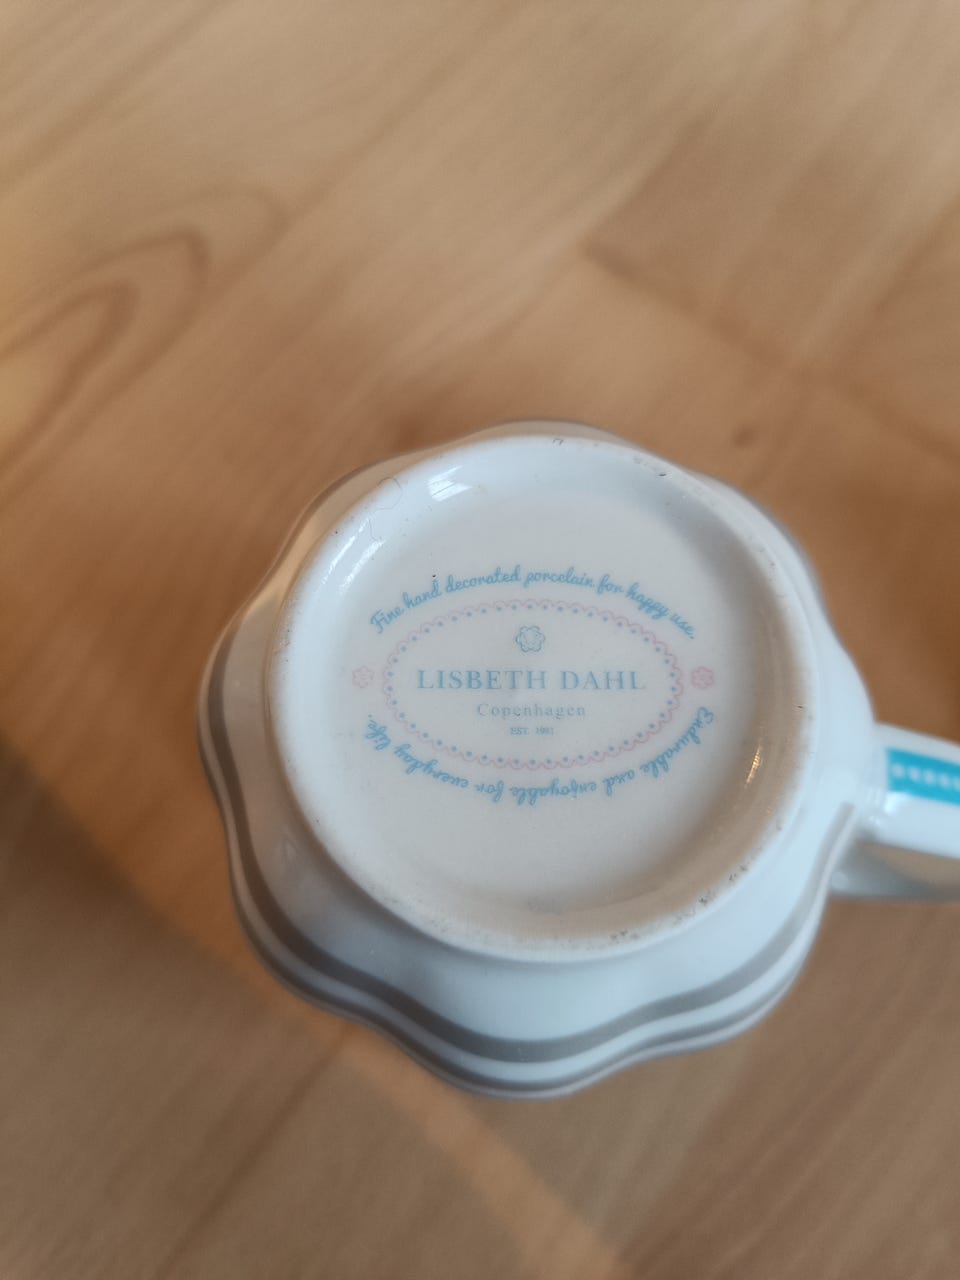 Fine hand decorated porcelain for happy use.
LISBETH DAHL
Copenhagen
EST. 1981
Endurable and enjoyable for everyday life.